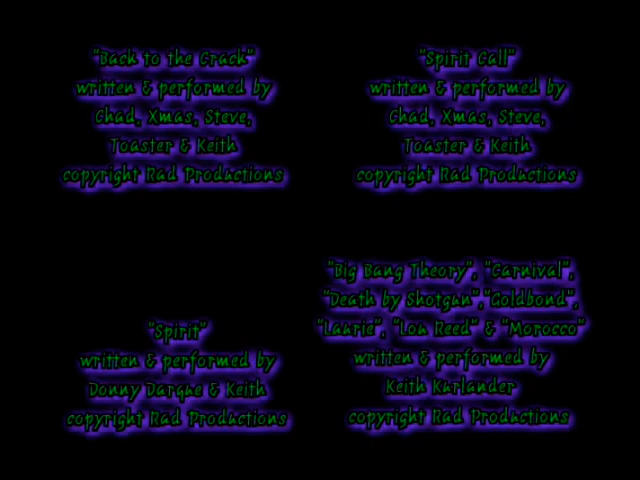 "Back to the Crack"
written & performed by
Chad, Xmas, Steve,
Toaster & Keith
copyright Rad Productions
"Spirit Call"
written & performed by
Chad, Xmas, Steve,
Toaster & Keith
copyright Rad Productions
"Spirit"
written & performed by
Donny Darque & Keith
copyright Rad Productions
"Big Bang Theory", "Carnival",
"Death by Shotgun","Goldbond",
"Laurie", "Lou Reed" & "Morocco"
written & performed by
Keith Kurlander
copyright Rad Productions